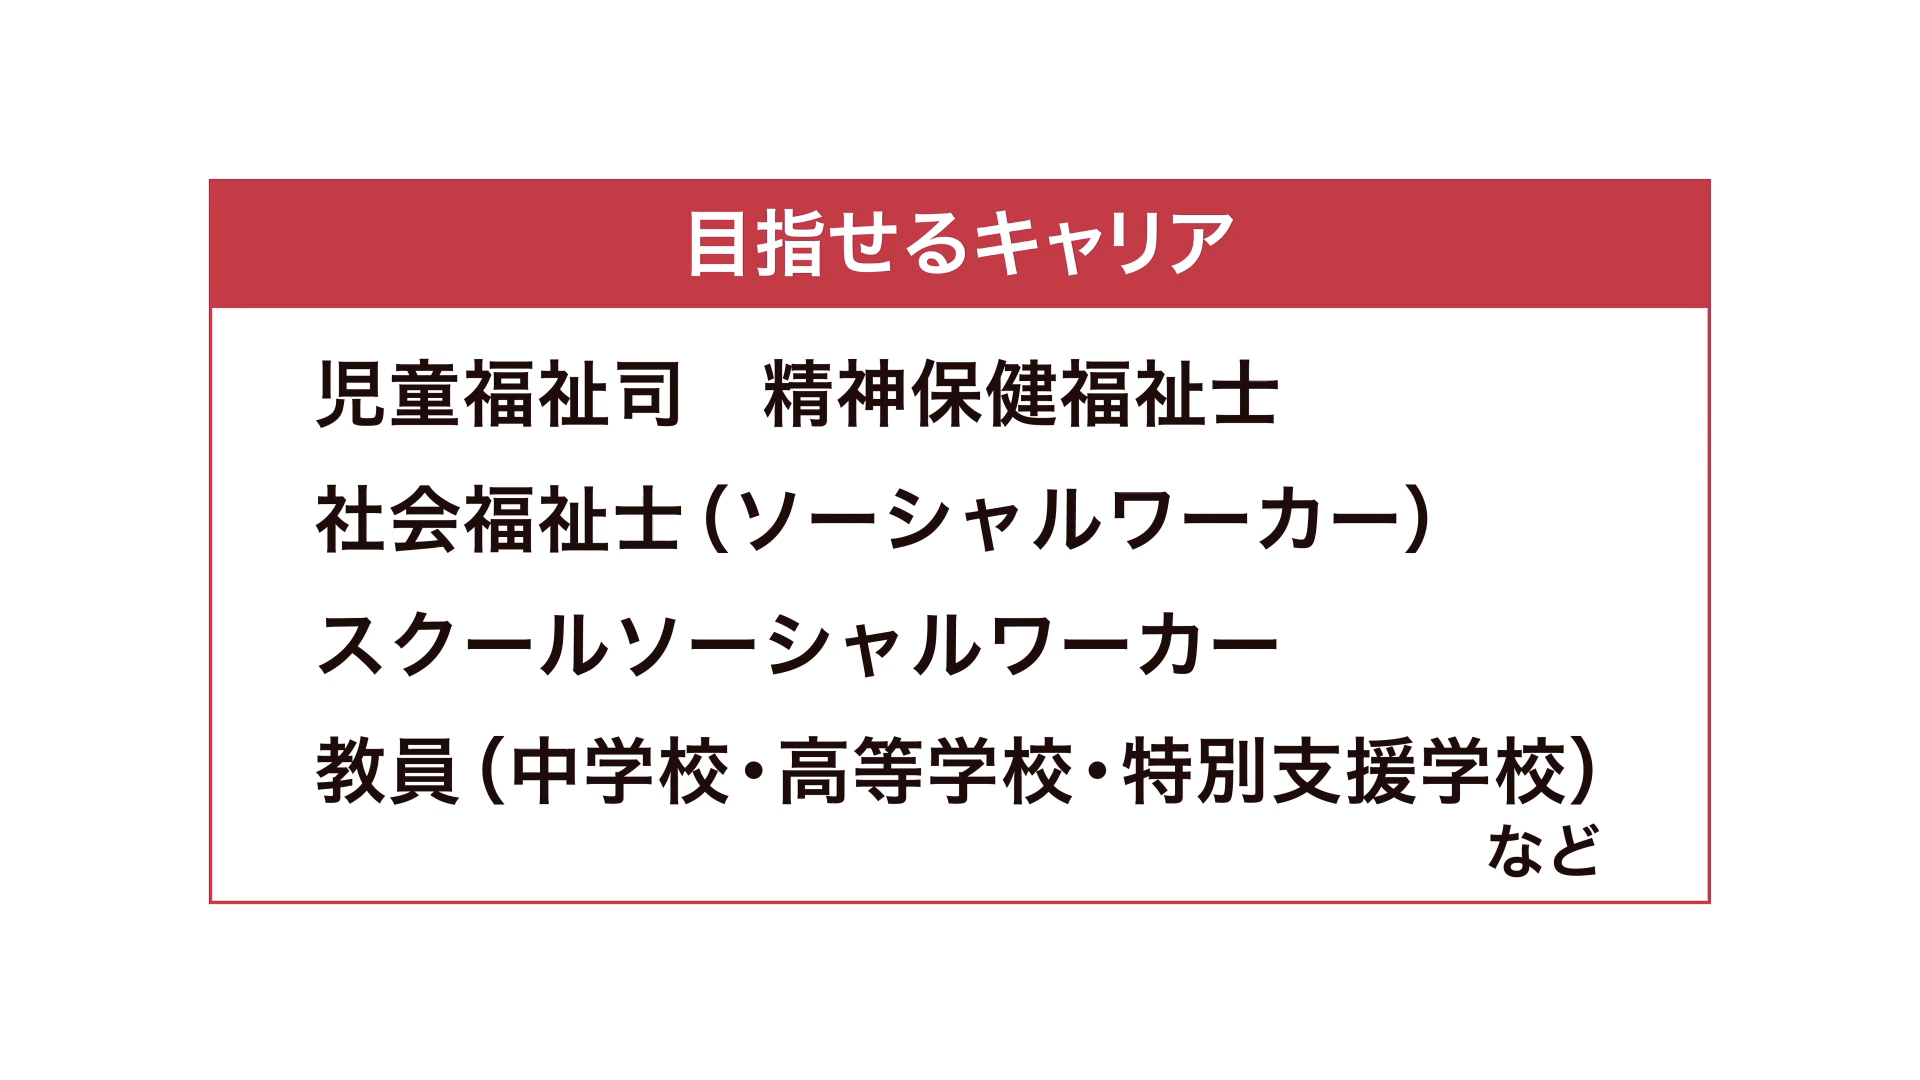 目指せるキャリア
児童福祉司　精神保健福祉士
社会福祉士（ソーシャルワーカー）
スクールソーシャルワーカー
教員（中学校・高等学校・特別支援学校）
など